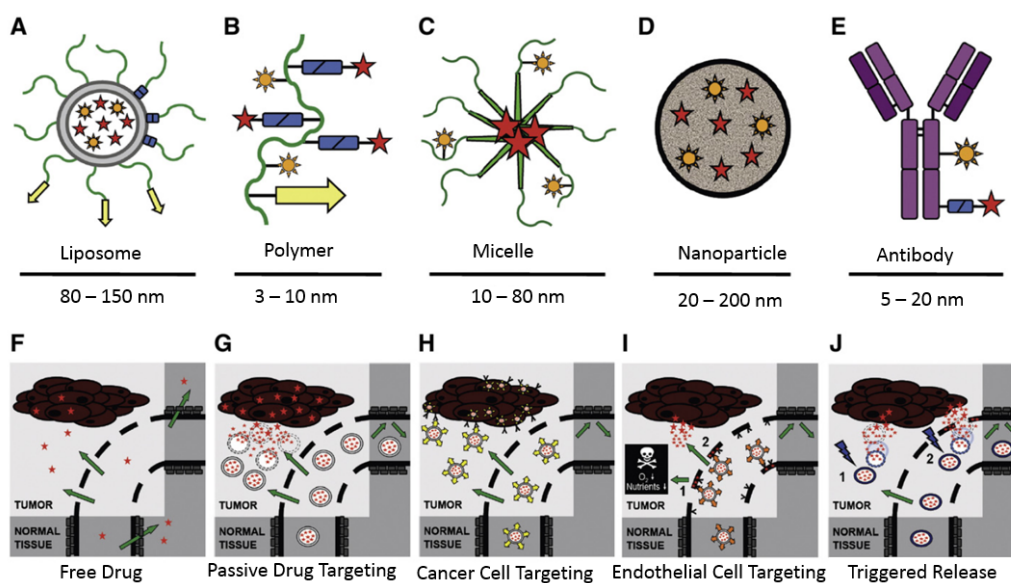 A
B
C
D
E
Liposome
Polymer
Micelle
Nanoparticle
Antibody
80 – 150 nm
3 – 10 nm
10 – 80 nm
20 – 200 nm
5 – 20 nm
F
G
H
I
J
TUMOR
NORMAL
TISSUE
TUMOR
NORMAL
TISSUE
TUMOR
NORMAL
TISSUE
2
O₂ ↓
Nutrients ↓
1
TUMOR
NORMAL
TISSUE
1
2
TUMOR
NORMAL
TISSUE
Free Drug
Passive Drug Targeting
Cancer Cell Targeting
Endothelial Cell Targeting
Triggered Release